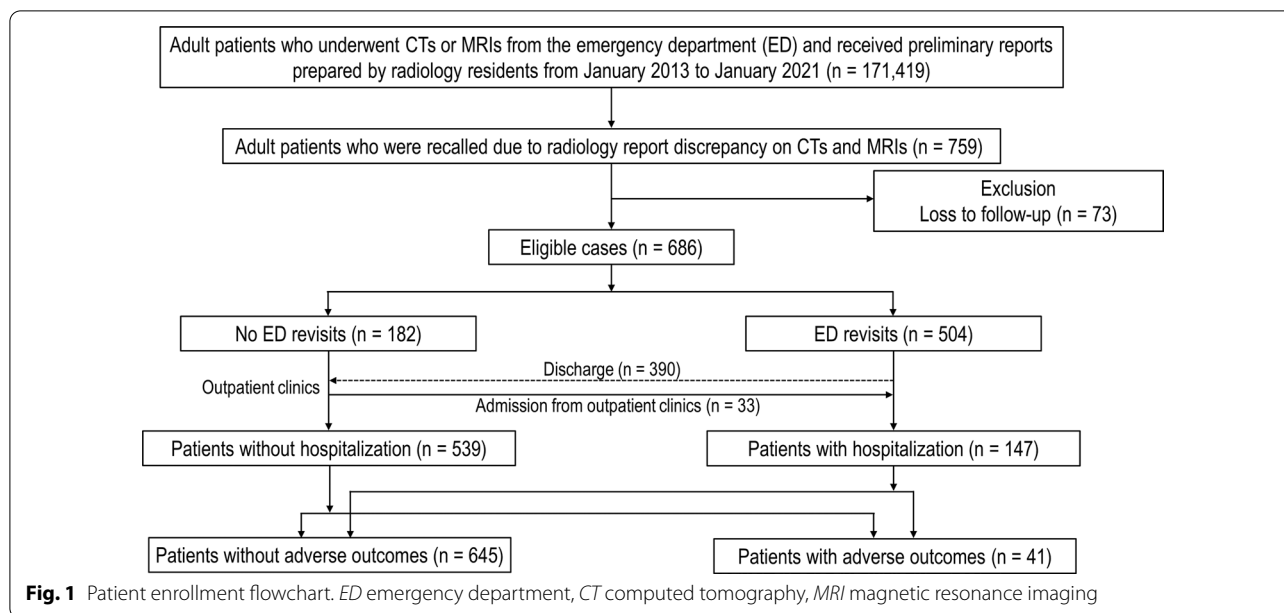 Adult patients who underwent CTs or MRIs from the emergency department (ED) and received preliminary reports
prepared by radiology residents from January 2013 to January 2021 (n = 171,419)
Adult patients who were recalled due to radiology report discrepancy on CTs and MRIs (n = 759)
Exclusion
Loss to follow-up (n = 73)
Eligible cases (n = 686)
No ED revisits (n = 182)
ED revisits (n = 504)
Discharge (n = 390)
Outpatient clinics
Admission from outpatient clinics (n = 33)
Patients without hospitalization (n = 539)
Patients with hospitalization (n = 147)
Patients without adverse outcomes (n = 645)
Patients with adverse outcomes (n = 41)
Fig. 1 Patient enrollment flowchart. ED emergency department, CT computed tomography, MRI magnetic resonance imaging